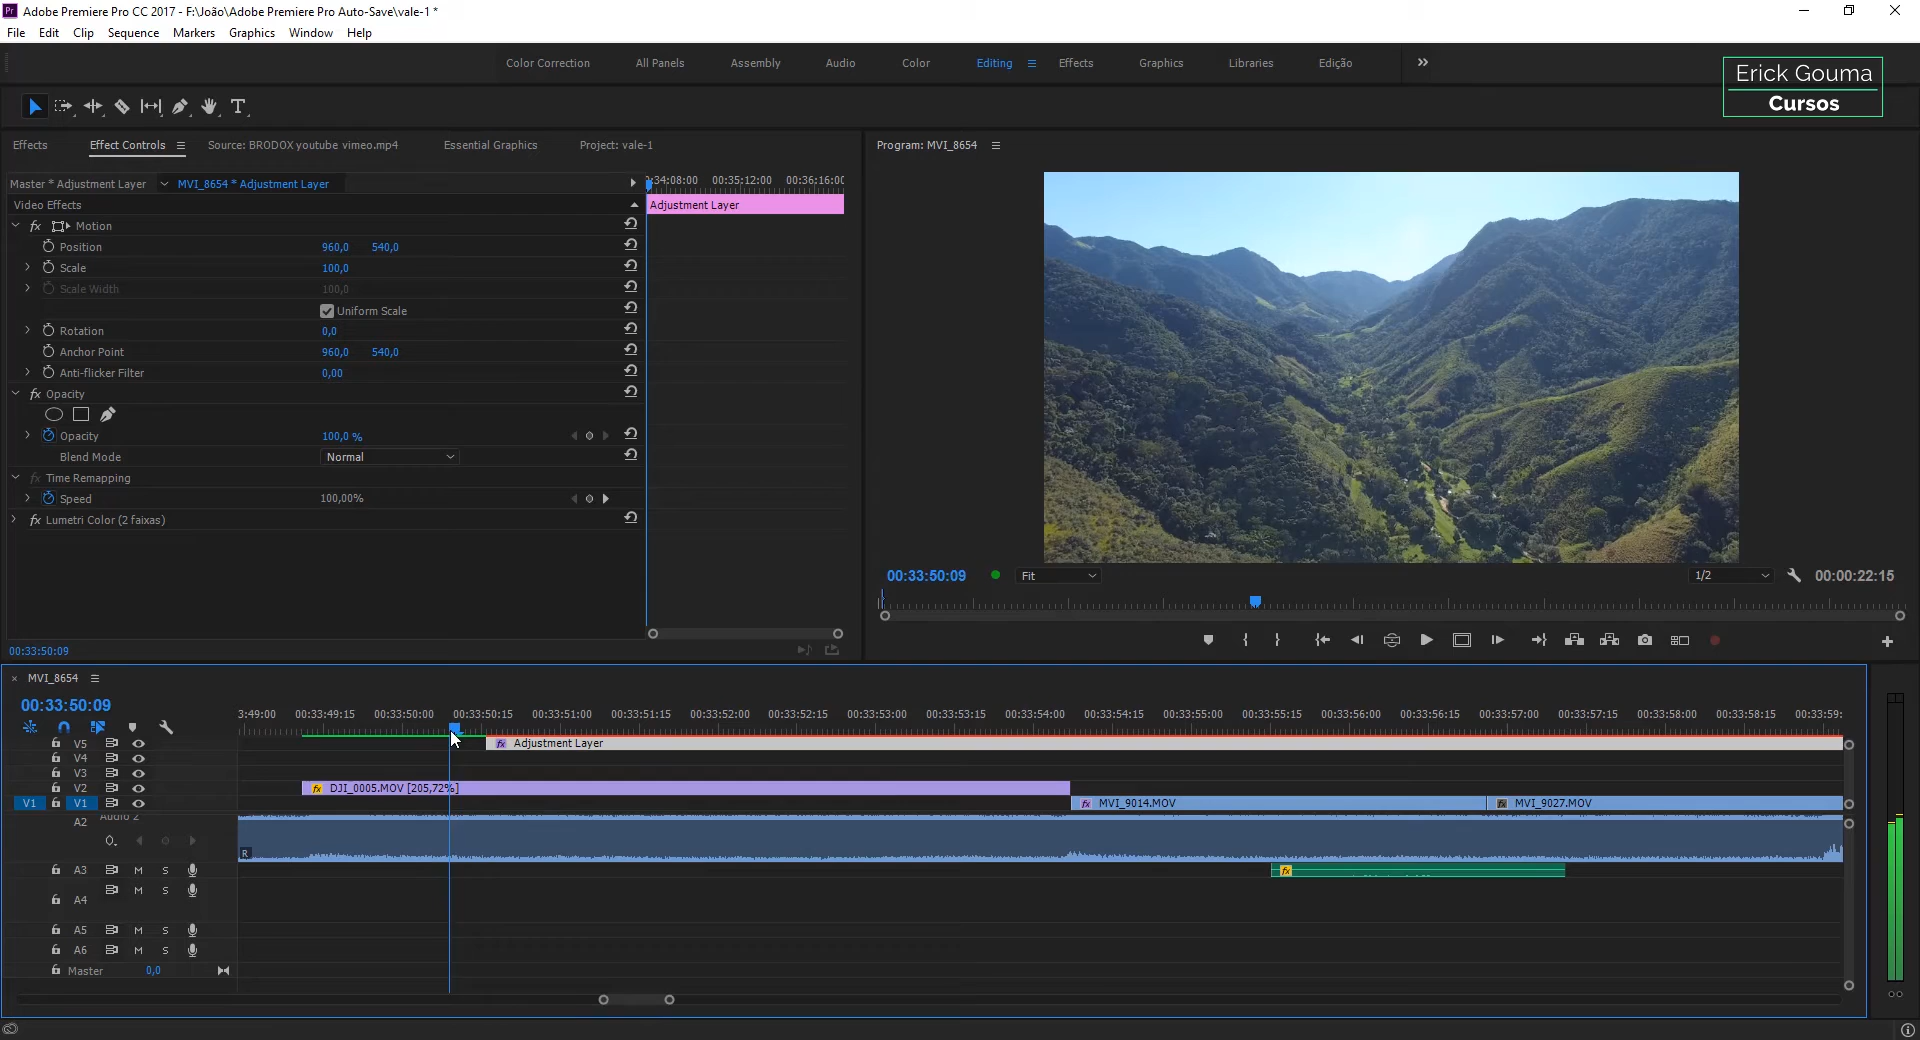 Adobe Premiere Pro CC 2017 - F:\João\Adobe Premiere Pro Auto-Save\vale-1 *
File Edit Clip Sequence Markers Graphics Window Help
Color Correction All Panels Assembly Audio Color Editing Effects Graphics Libraries Edição
Erick Gouma
Cursos
Effects Effect Controls Source: BRODOX youtube vimeo.mp4 Essential Graphics Project: vale-1
Program: MVI_8654
Master * Adjustment Layer MVI_8654 * Adjustment Layer
34:08:00 00:35:12:00 00:36:16:00
Video Effects
Adjustment Layer
fx Motion
Position 960,0 540,0
Scale 100,0
Scale Width 100,0
Uniform Scale
Rotation 0,0
Anchor Point 960,0 540,0
Anti-flicker Filter 0,00
fx Opacity
Opacity 100,0 %
Blend Mode Normal
fx Time Remapping
Speed 100,00%
fx Lumetri Color (2 faixas)
00:33:50:09
00:33:50:09 Fit 1/2 00:00:22:15
MVI_8654
00:33:50:09
3:49:00 00:33:49:15 00:33:50:00 00:33:50:15 00:33:51:00 00:33:51:15 00:33:52:00 00:33:52:15 00:33:53:00 00:33:53:15 00:33:54:00 00:33:54:15 00:33:55:00 00:33:55:15 00:33:56:00 00:33:56:15 00:33:57:00 00:33:57:15 00:33:58:00 00:33:58:15 00:33:59:
V5 fx Adjustment Layer
V4
V3
V2 fx DJI_0005.MOV [205,72%]
V1 V1 fx MVI_9014.MOV fx MVI_9027.MOV
A2 Audio 2
R
A3 M S fx
A4 M S
A5 M S
A6 M S
Master 0,0